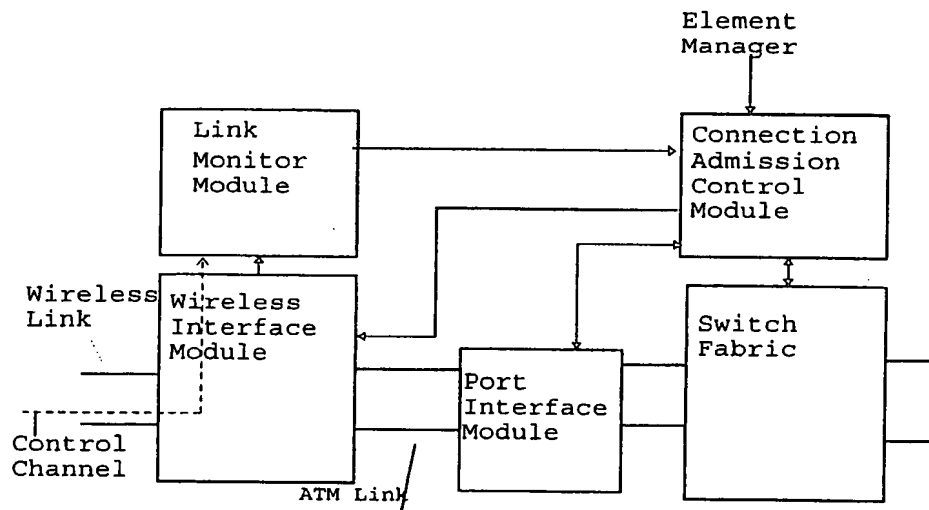 Element
Manager
Link
Monitor
Module
Connection
Admission
Control
Module
Wireless
Link
Wireless
Interface
Module
Switch
Fabric
Port
Interface
Module
Control
Channel
ATM Link